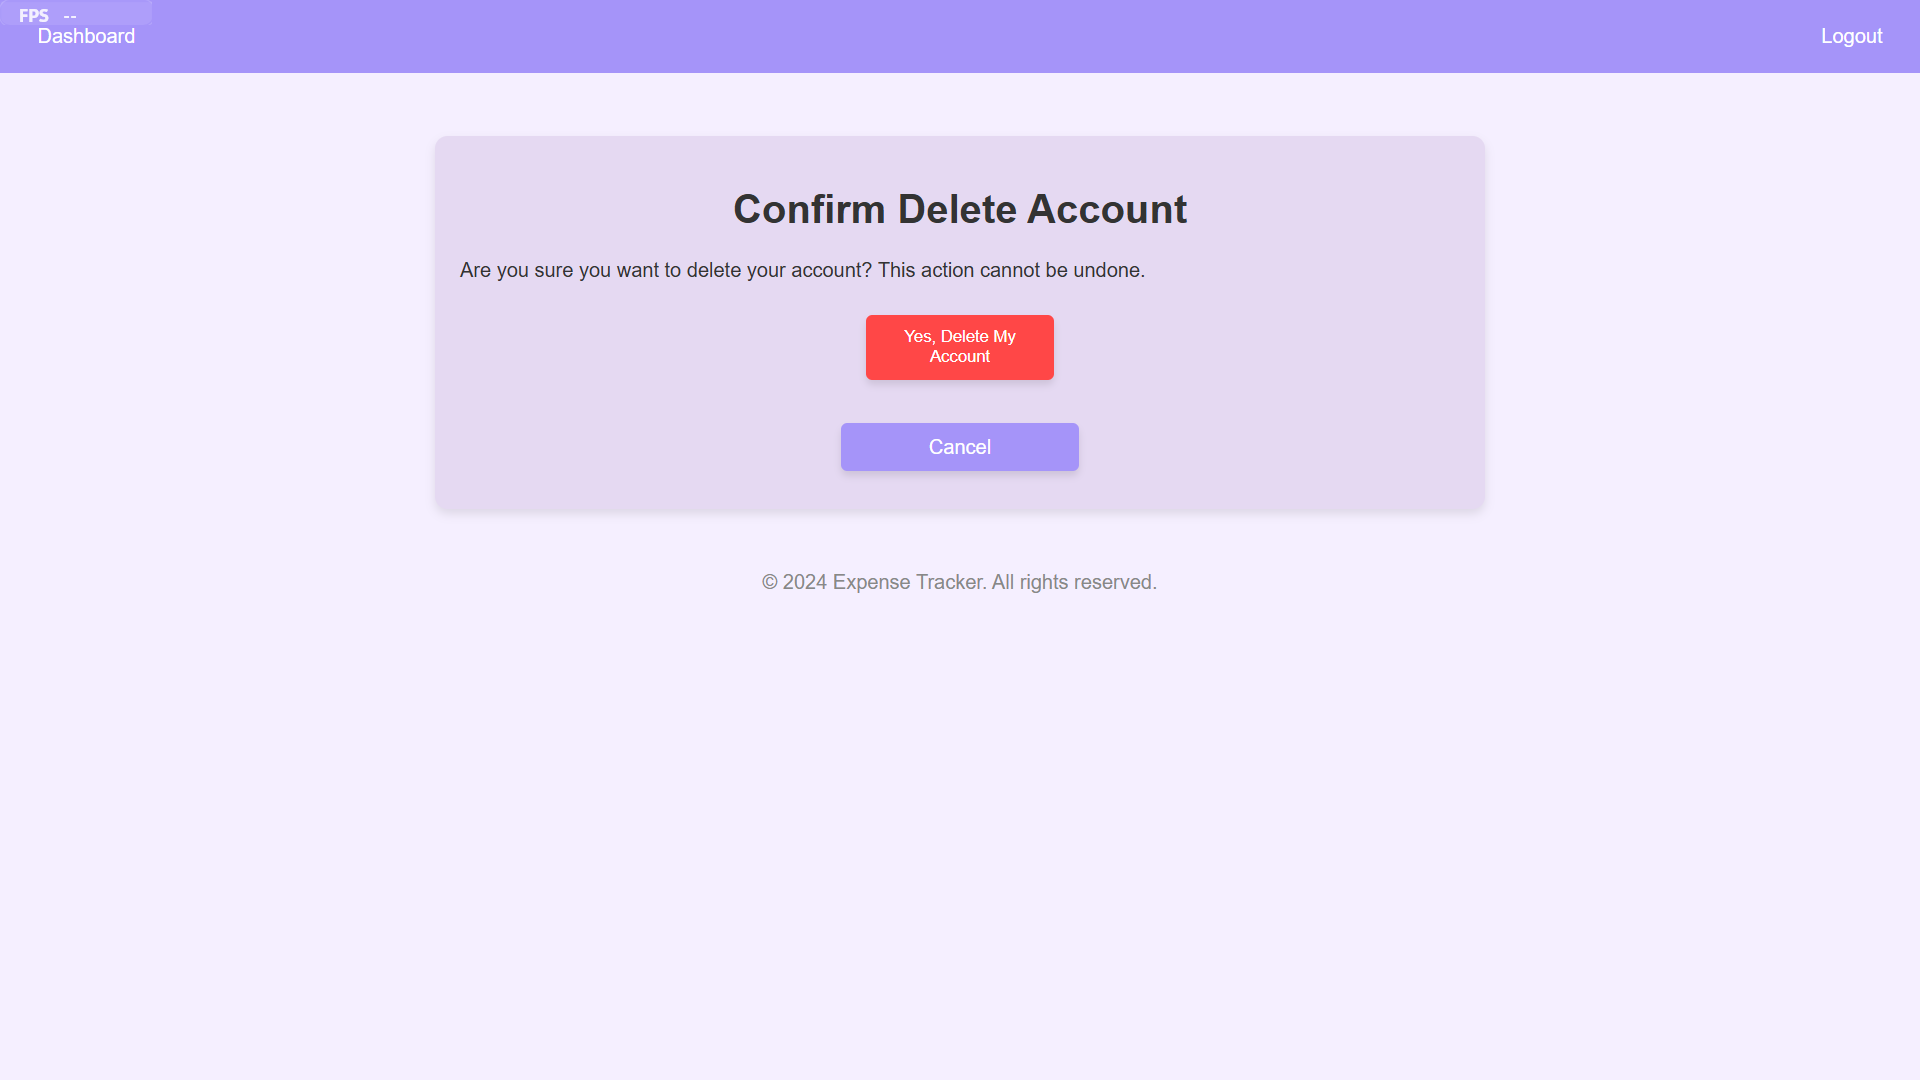 FPS --
Dashboard
Logout
Confirm Delete Account
Are you sure you want to delete your account? This action cannot be undone.
Yes, Delete My
Account
Cancel
© 2024 Expense Tracker. All rights reserved.